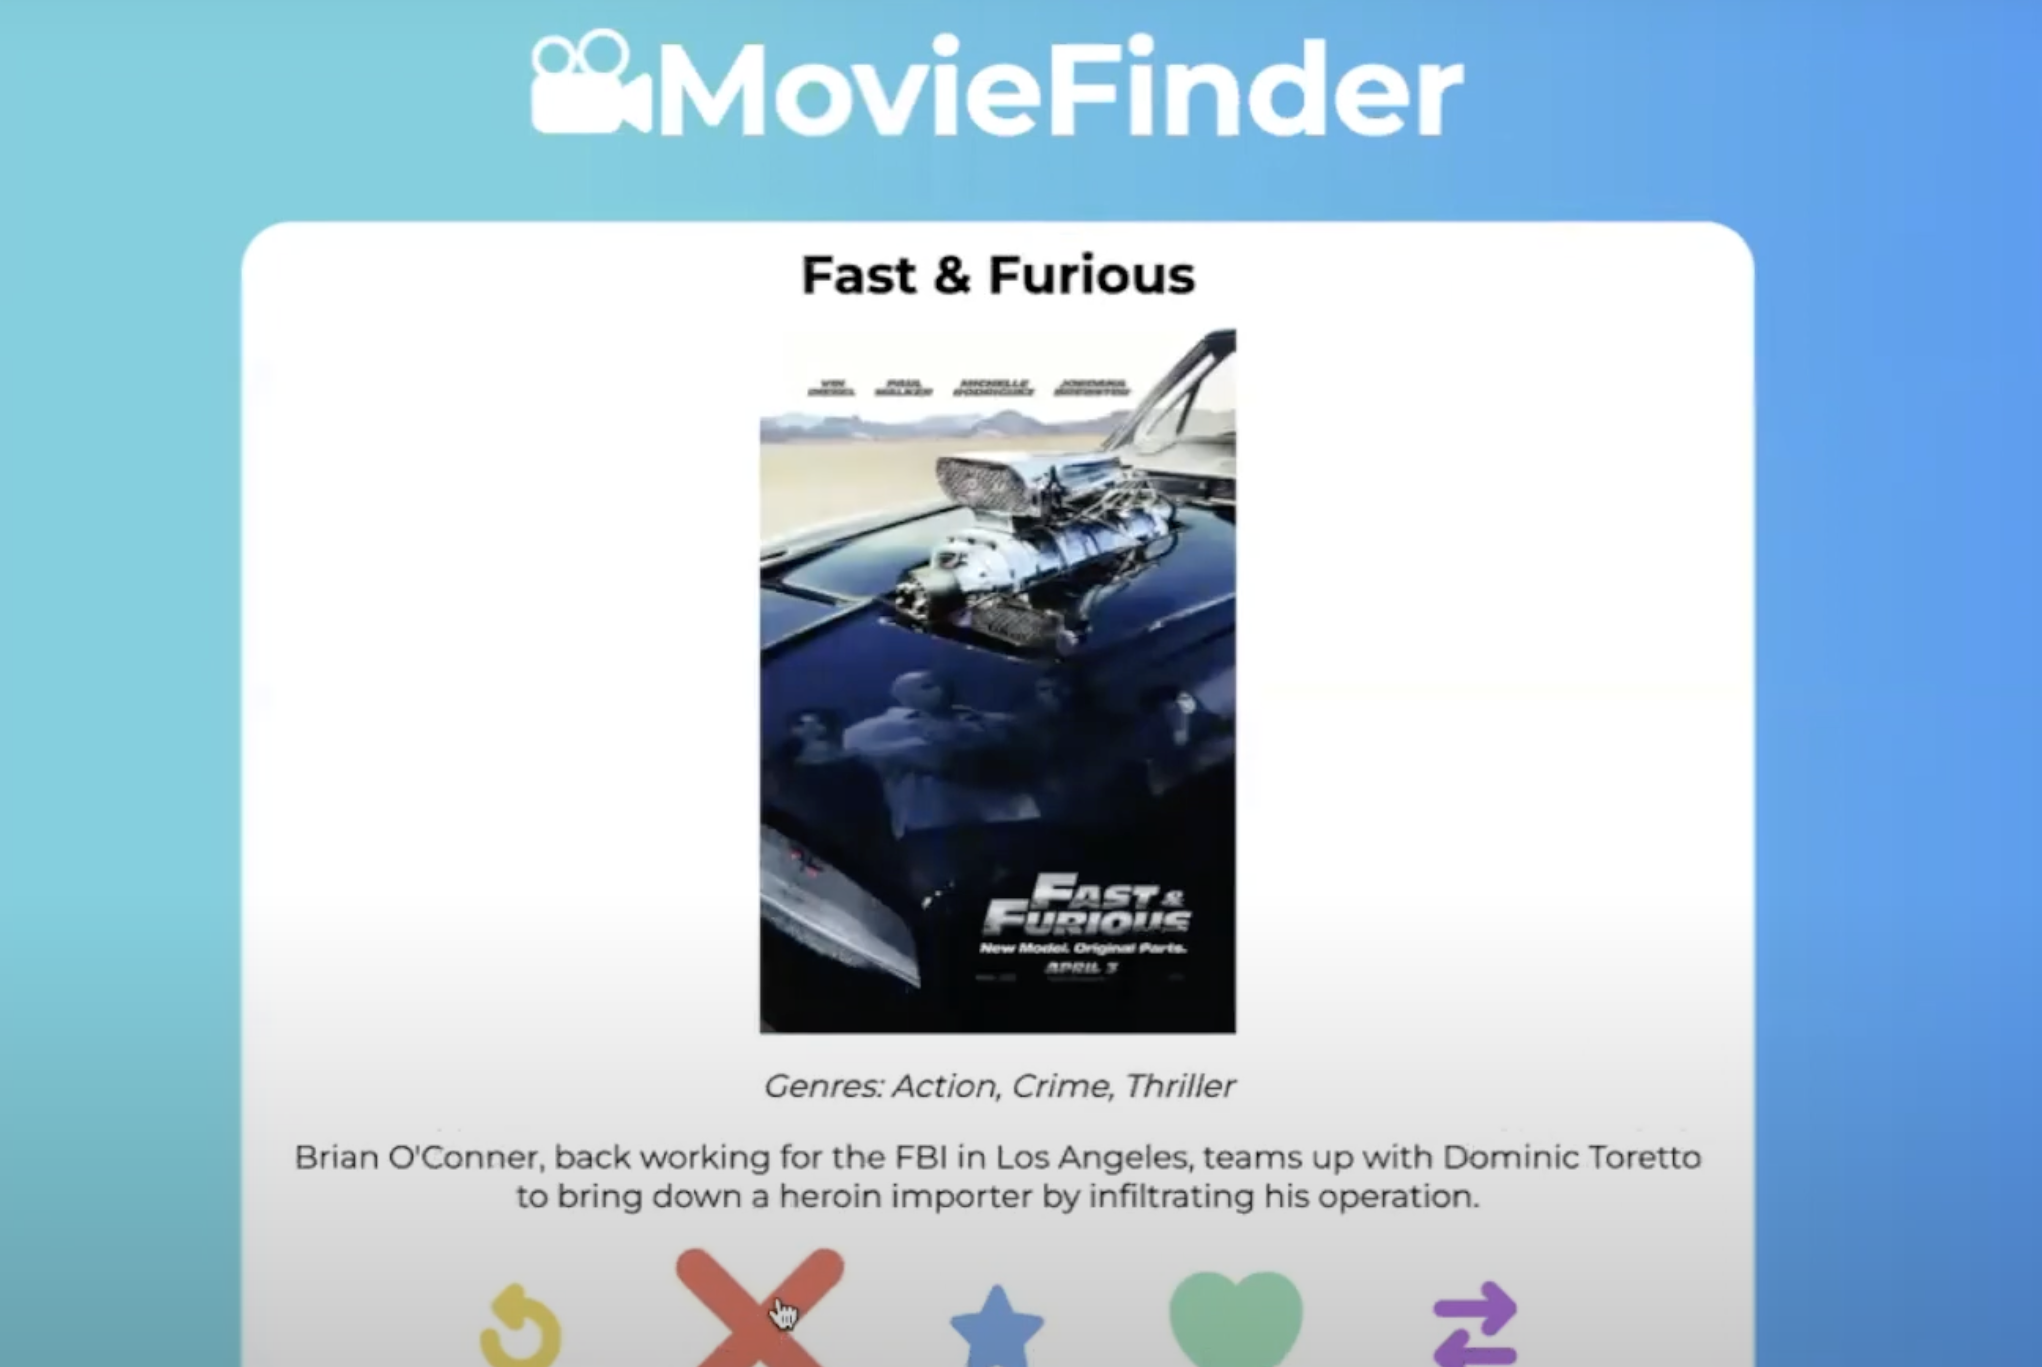 MovieFinder
Fast & Furious
VIN DIESEL PAUL WALKER MICHELLE RODRIGUEZ JORDANA BREWSTER
FAST &
FURIOUS
New Model. Original Parts.
APRIL 3
Genres: Action, Crime, Thriller
Brian O'Conner, back working for the FBI in Los Angeles, teams up with Dominic Toretto
to bring down a heroin importer by infiltrating his operation.